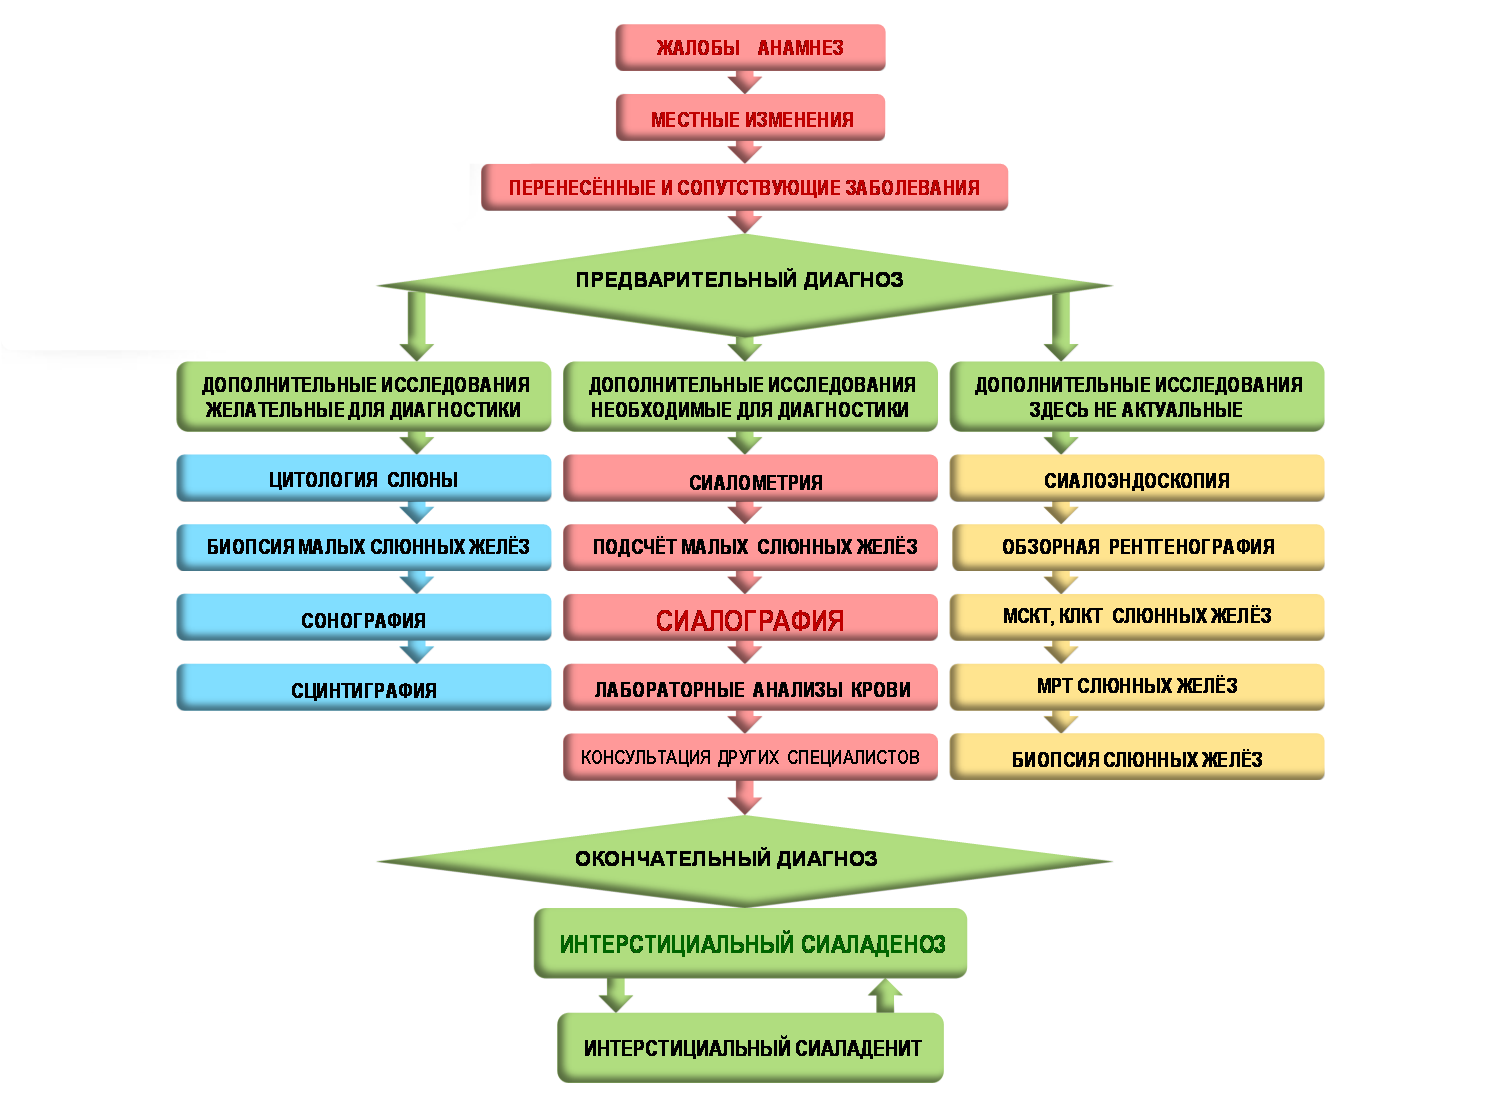 ЖАЛОБЫ АНАМНЕЗ
МЕСТНЫЕ ИЗМЕНЕНИЯ
ПЕРЕНЕСЁННЫЕ И СОПУТСТВУЮЩИЕ ЗАБОЛЕВАНИЯ
ПРЕДВАРИТЕЛЬНЫЙ ДИАГНОЗ
ДОПОЛНИТЕЛЬНЫЕ ИССЛЕДОВАНИЯ
ЖЕЛАТЕЛЬНЫЕ ДЛЯ ДИАГНОСТИКИ
ЦИТОЛОГИЯ СЛЮНЫ
БИОПСИЯ МАЛЫХ СЛЮННЫХ ЖЕЛЁЗ
СОНОГРАФИЯ
СЦИНТИГРАФИЯ
ДОПОЛНИТЕЛЬНЫЕ ИССЛЕДОВАНИЯ
НЕОБХОДИМЫЕ ДЛЯ ДИАГНОСТИКИ
СИАЛОМЕТРИЯ
ПОДСЧЁТ МАЛЫХ СЛЮННЫХ ЖЕЛЁЗ
СИАЛОГРАФИЯ
ЛАБОРАТОРНЫЕ АНАЛИЗЫ КРОВИ
КОНСУЛЬТАЦИЯ ДРУГИХ СПЕЦИАЛИСТОВ
ДОПОЛНИТЕЛЬНЫЕ ИССЛЕДОВАНИЯ
ЗДЕСЬ НЕ АКТУАЛЬНЫЕ
СИАЛОЭНДОСКОПИЯ
ОБЗОРНАЯ РЕНТГЕНОГРАФИЯ
МСКТ, КЛКТ СЛЮННЫХ ЖЕЛЁЗ
МРТ СЛЮННЫХ ЖЕЛЁЗ
БИОПСИЯ СЛЮННЫХ ЖЕЛЁЗ
ОКОНЧАТЕЛЬНЫЙ ДИАГНОЗ
ИНТЕРСТИЦИАЛЬНЫЙ СИАЛАДЕНОЗ
ИНТЕРСТИЦИАЛЬНЫЙ СИАЛАДЕНИТ